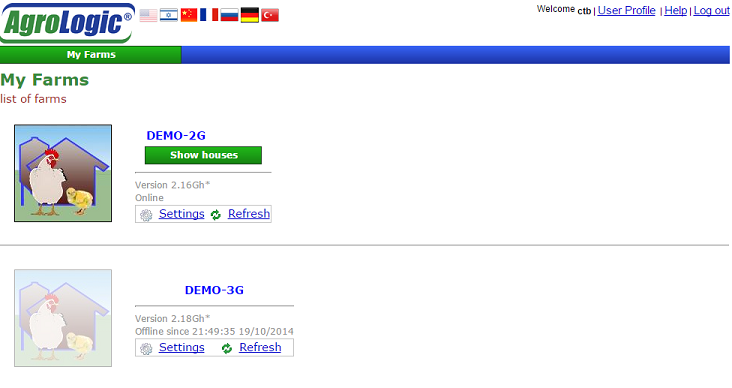 AgroLogic®
Welcome ctb | User Profile | Help | Log out
My Farms
My Farms
list of farms
DEMO-2G
Show houses
Version 2.16Gh*
Online
Settings Refresh
DEMO-3G
Version 2.18Gh*
Offline since 21:49:35 19/10/2014
Settings Refresh